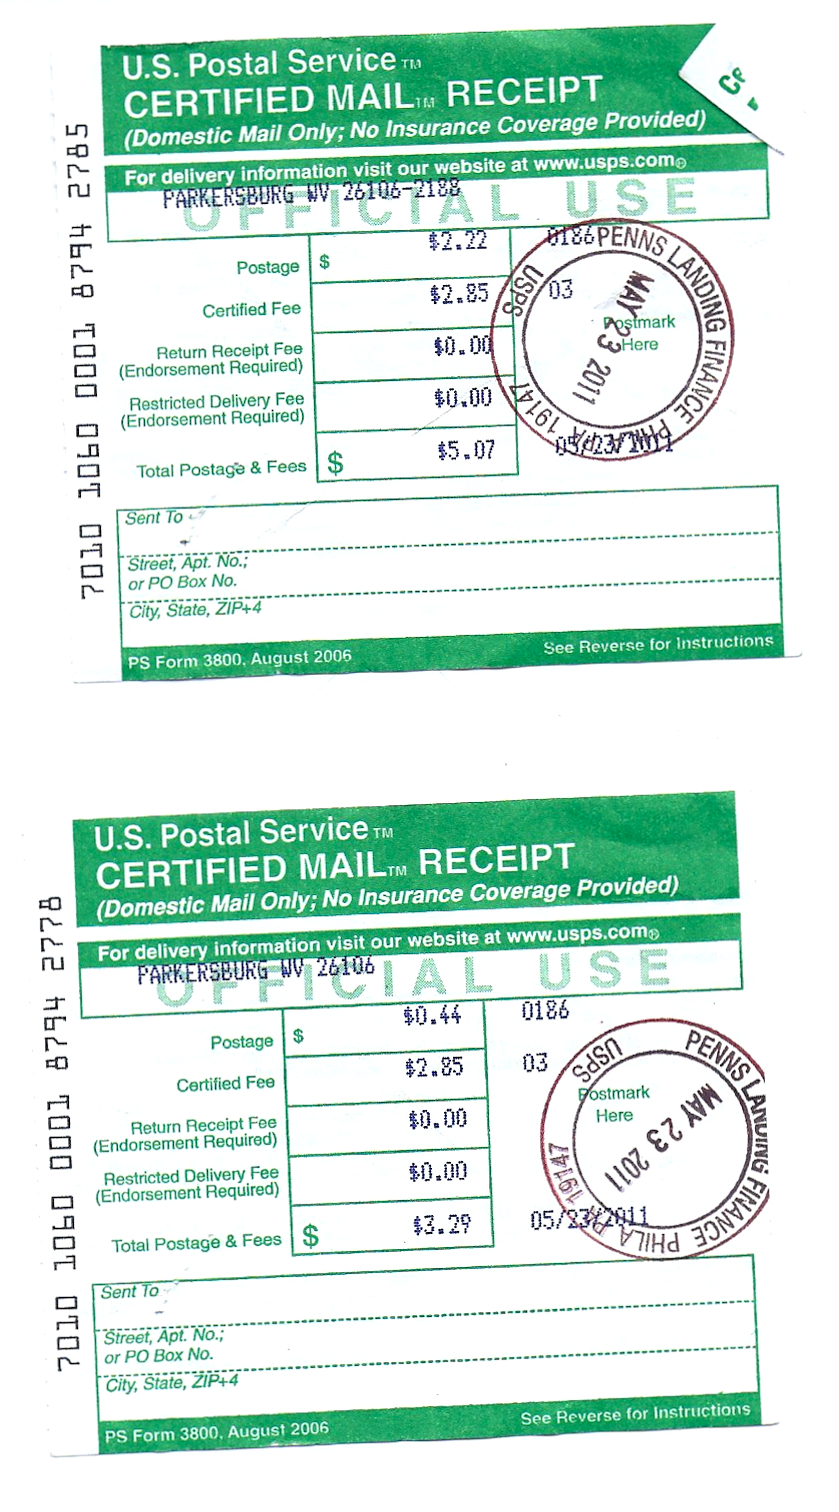 U.S. Postal Service™
CERTIFIED MAIL™ RECEIPT
(Domestic Mail Only; No Insurance Coverage Provided)
For delivery information visit our website at www.usps.com®
PARKERSBURG WV 26106-2188
OFFICIAL USE
Postage $ $2.22 0186
Certified Fee $2.85 03
Return Receipt Fee
(Endorsement Required) $0.00
Postmark
Here
Restricted Delivery Fee
(Endorsement Required) $0.00
Total Postage & Fees $ $5.07 05/23/2011
PENNS LANDING FINANCE PHILA PA 19147 USPS
MAY 23 2011
Sent To
Street, Apt. No.;
or PO Box No.
City, State, ZIP+4
PS Form 3800, August 2006 See Reverse for Instructions
7010 1060 0001 8794 2785
U.S. Postal Service™
CERTIFIED MAIL™ RECEIPT
(Domestic Mail Only; No Insurance Coverage Provided)
For delivery information visit our website at www.usps.com®
PARKERSBURG WV 26106
OFFICIAL USE
Postage $ $0.44 0186
Certified Fee $2.85 03
Return Receipt Fee
(Endorsement Required) $0.00
Postmark
Here
Restricted Delivery Fee
(Endorsement Required) $0.00
Total Postage & Fees $ $3.29 05/23/2011
PENNS LANDING FINANCE PHILA PA 19147 USPS
MAY 23 2011
Sent To
Street, Apt. No.;
or PO Box No.
City, State, ZIP+4
PS Form 3800, August 2006 See Reverse for Instructions
7010 1060 0001 8794 2778